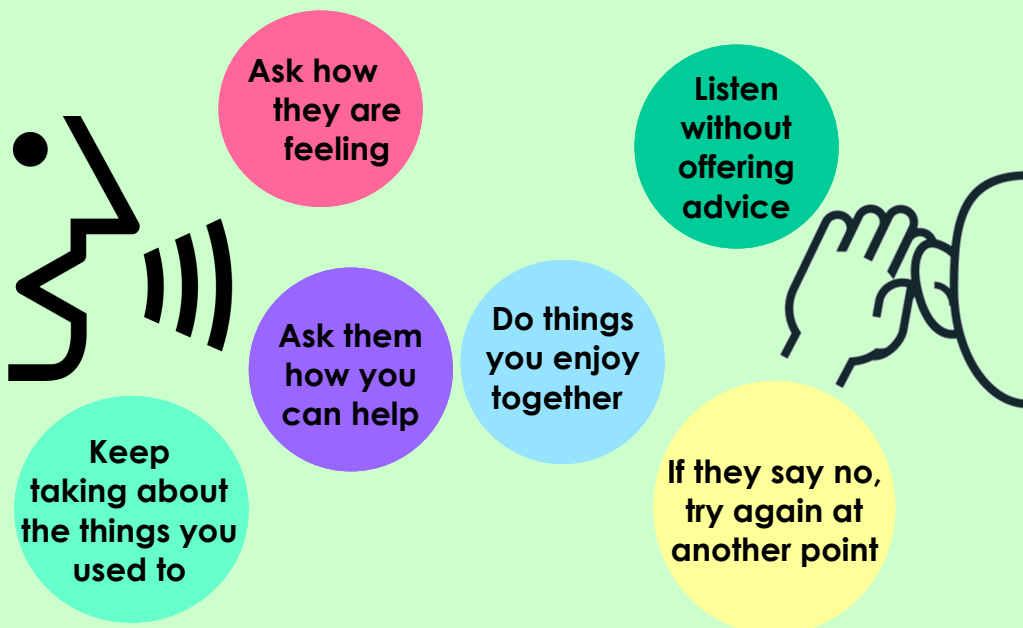 Ask how
they are
feeling
Listen
without
offering
advice
Ask them
how you
can help
Do things
you enjoy
together
Keep
taking about
the things you
used to
If they say no,
try again at
another point